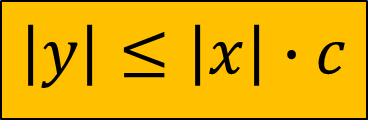 |y| ≤ |x| · c